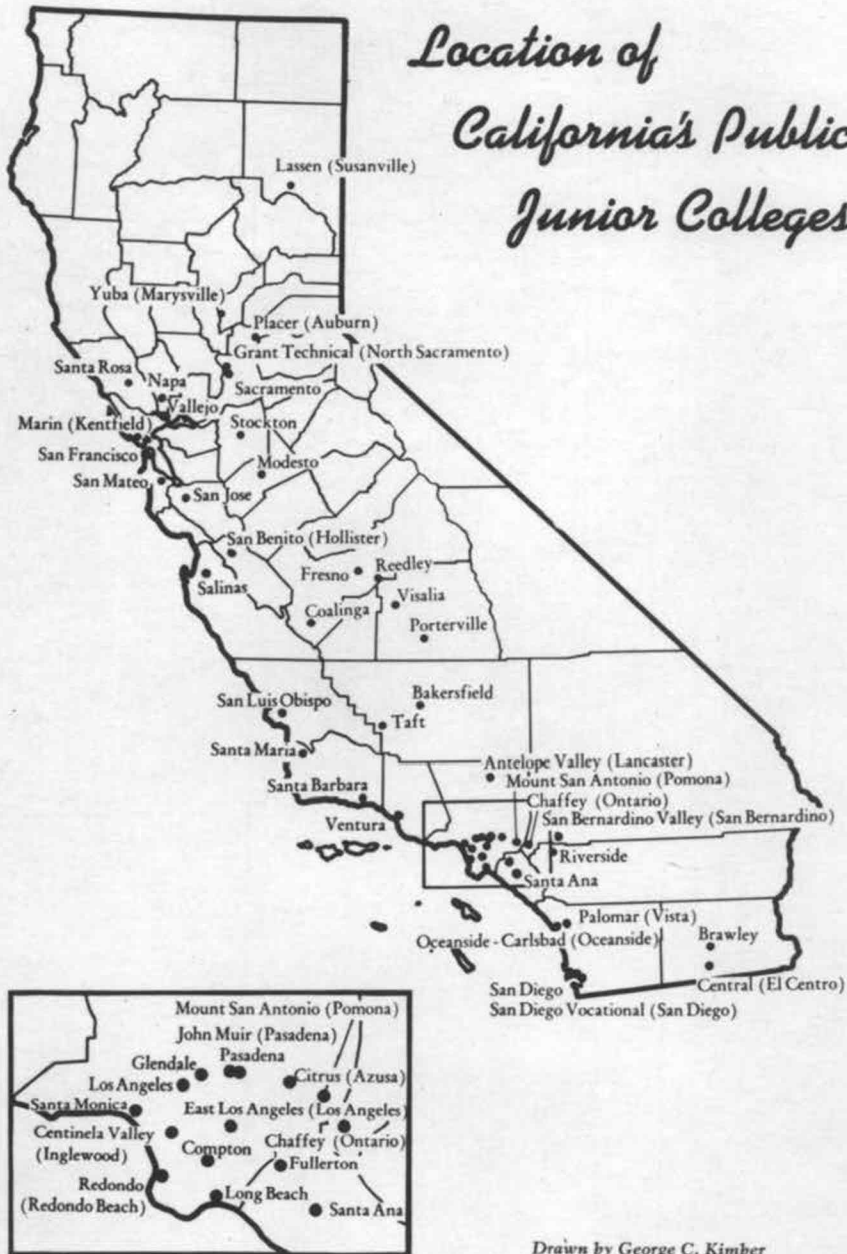 Location of
California's Public
Junior Colleges
Lassen (Susanville)
Yuba (Marysville)
Placer (Auburn)
Grant Technical (North Sacramento)
Santa Rosa
Napa
Sacramento
Vallejo
Marin (Kentfield)
Stockton
San Francisco
Modesto
San Mateo
San Jose
San Benito (Hollister)
Fresno
Reedley
Salinas
Visalia
Coalinga
Porterville
San Luis Obispo
Bakersfield
Taft
Santa Maria
Antelope Valley (Lancaster)
Mount San Antonio (Pomona)
Santa Barbara
Chaffey (Ontario)
San Bernardino Valley (San Bernardino)
Ventura
Riverside
Santa Ana
Palomar (Vista)
Oceanside-Carlsbad (Oceanside)
Brawley
San Diego
Central (El Centro)
San Diego Vocational (San Diego)
Mount San Antonio (Pomona)
John Muir (Pasadena)
Pasadena
Glendale
Los Angeles
Citrus (Azusa)
Santa Monica
East Los Angeles (Los Angeles)
Centinela Valley
(Inglewood)
Chaffey (Ontario)
Compton
Fullerton
Redondo
(Redondo Beach)
Long Beach
Santa Ana
Drawn by George C. Kimber